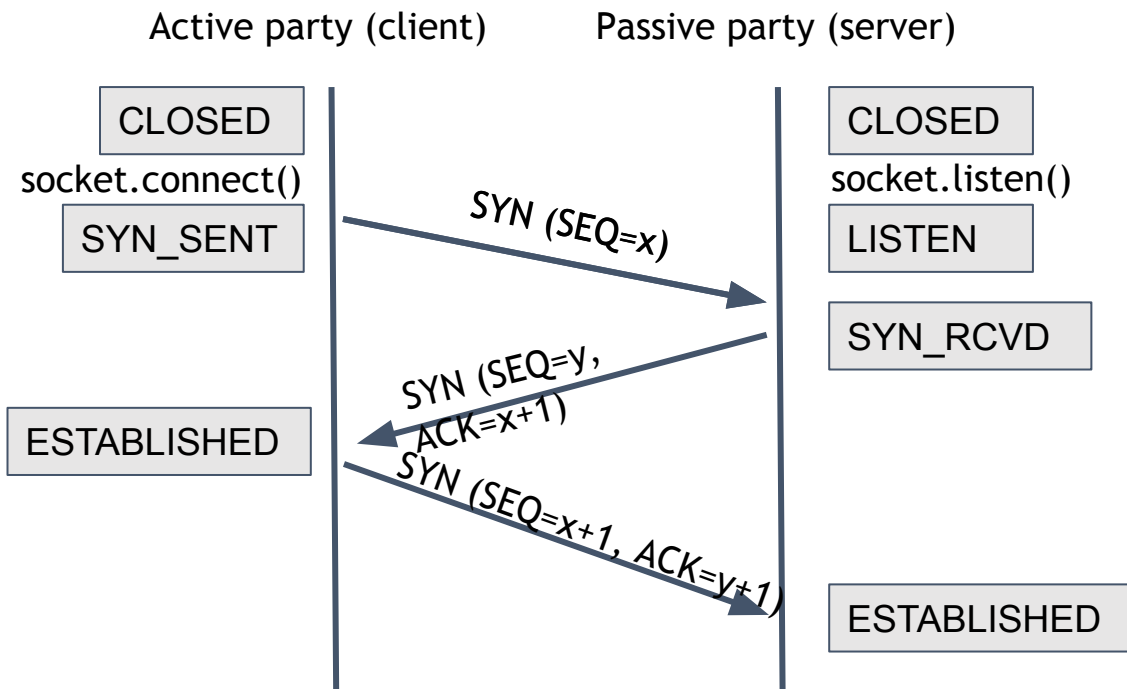 Active party (client)
Passive party (server)
CLOSED
CLOSED
socket.connect()
socket.listen()
SYN_SENT
SYN (SEQ=x)
LISTEN
SYN_RCVD
SYN (SEQ=y,
ACK=x+1)
ESTABLISHED
SYN (SEQ=x+1, ACK=y+1)
ESTABLISHED